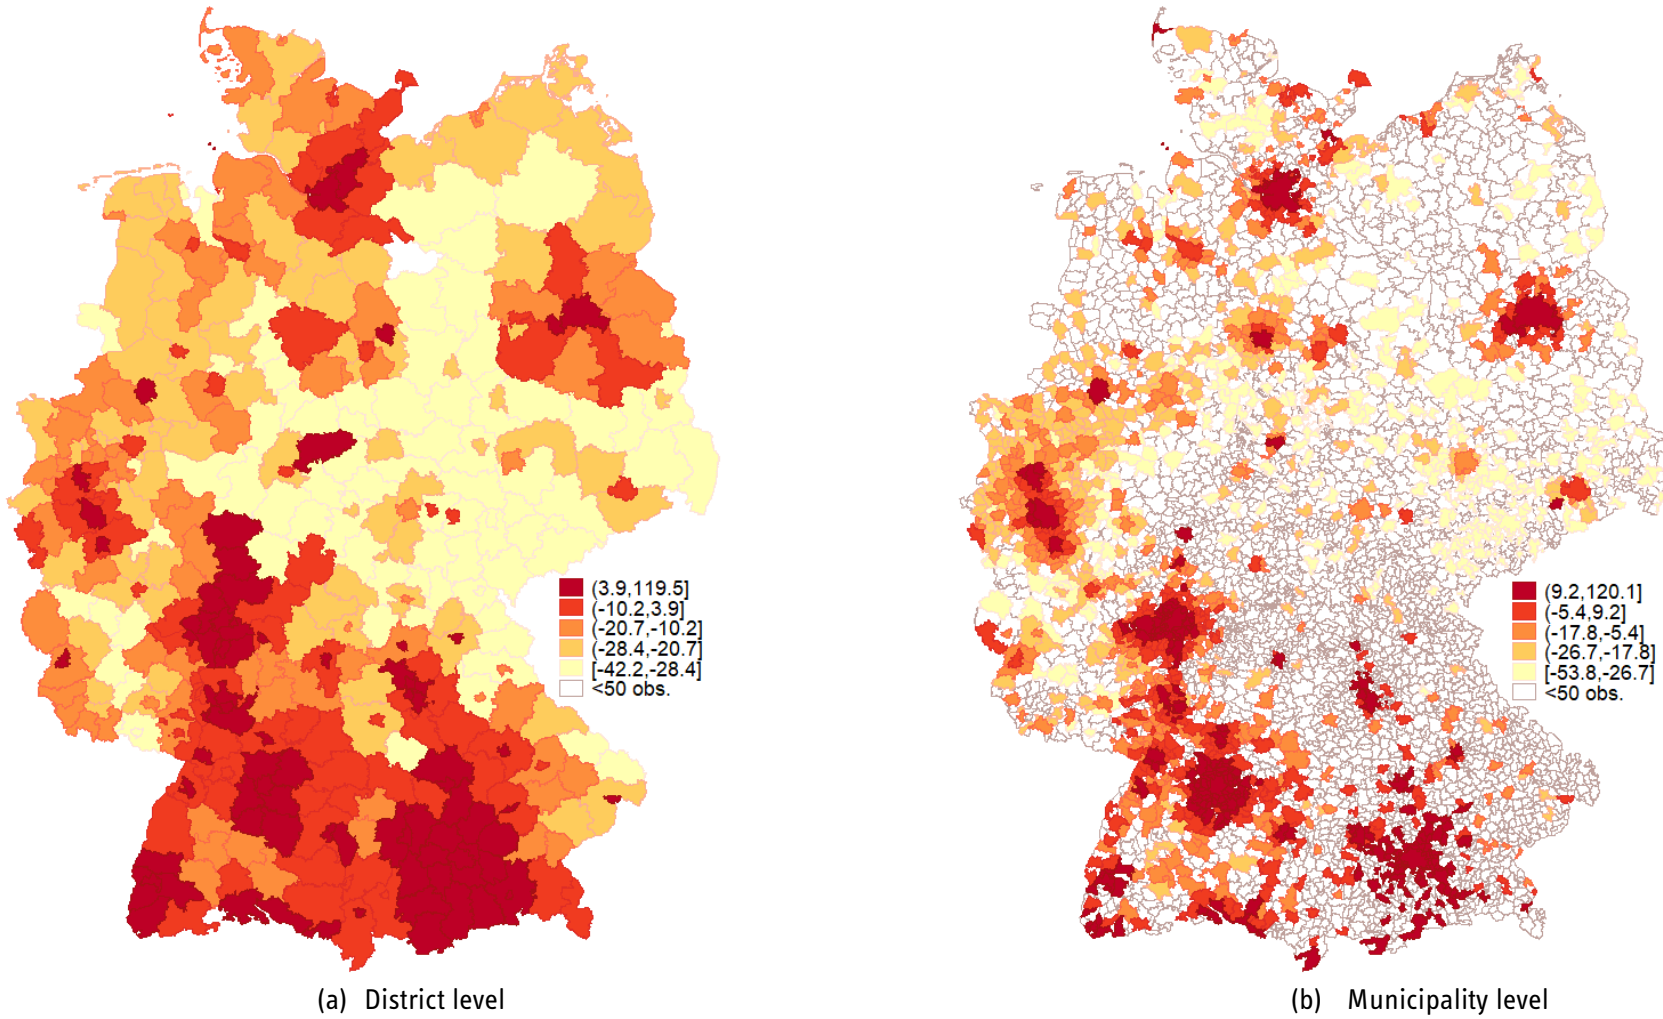 (3.9,119.5]
(-10.2,3.9]
(-20.7,-10.2]
(-28.4,-20.7]
[-42.2,-28.4]
<50 obs.
(9.2,120.1]
(-5.4,9.2]
(-17.8,-5.4]
(-26.7,-17.8]
[-53.8,-26.7]
<50 obs.
(a) District level
(b) Municipality level